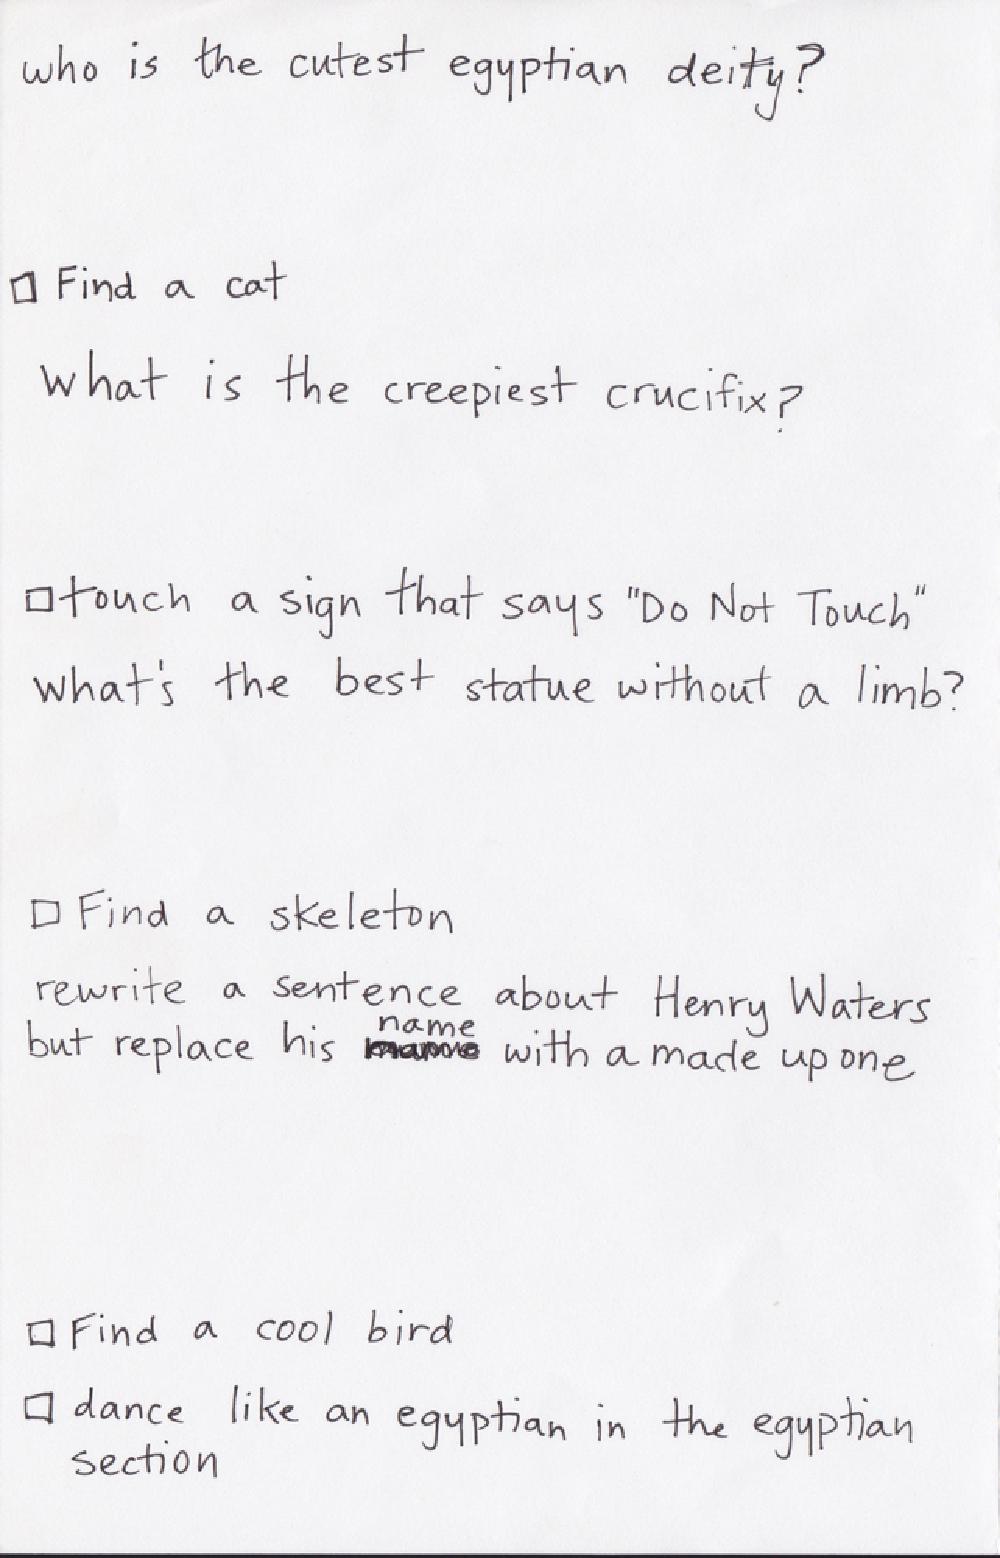 who is the cutest egyptian deity?
Find a cat
What is the creepiest crucifix?
touch a sign that says "Do Not Touch"
what's the best statue without a limb?
Find a skeleton
rewrite a sentence about Henry Waters
but replace his name with a made up one
Find a cool bird
dance like an egyptian in the egyptian
section